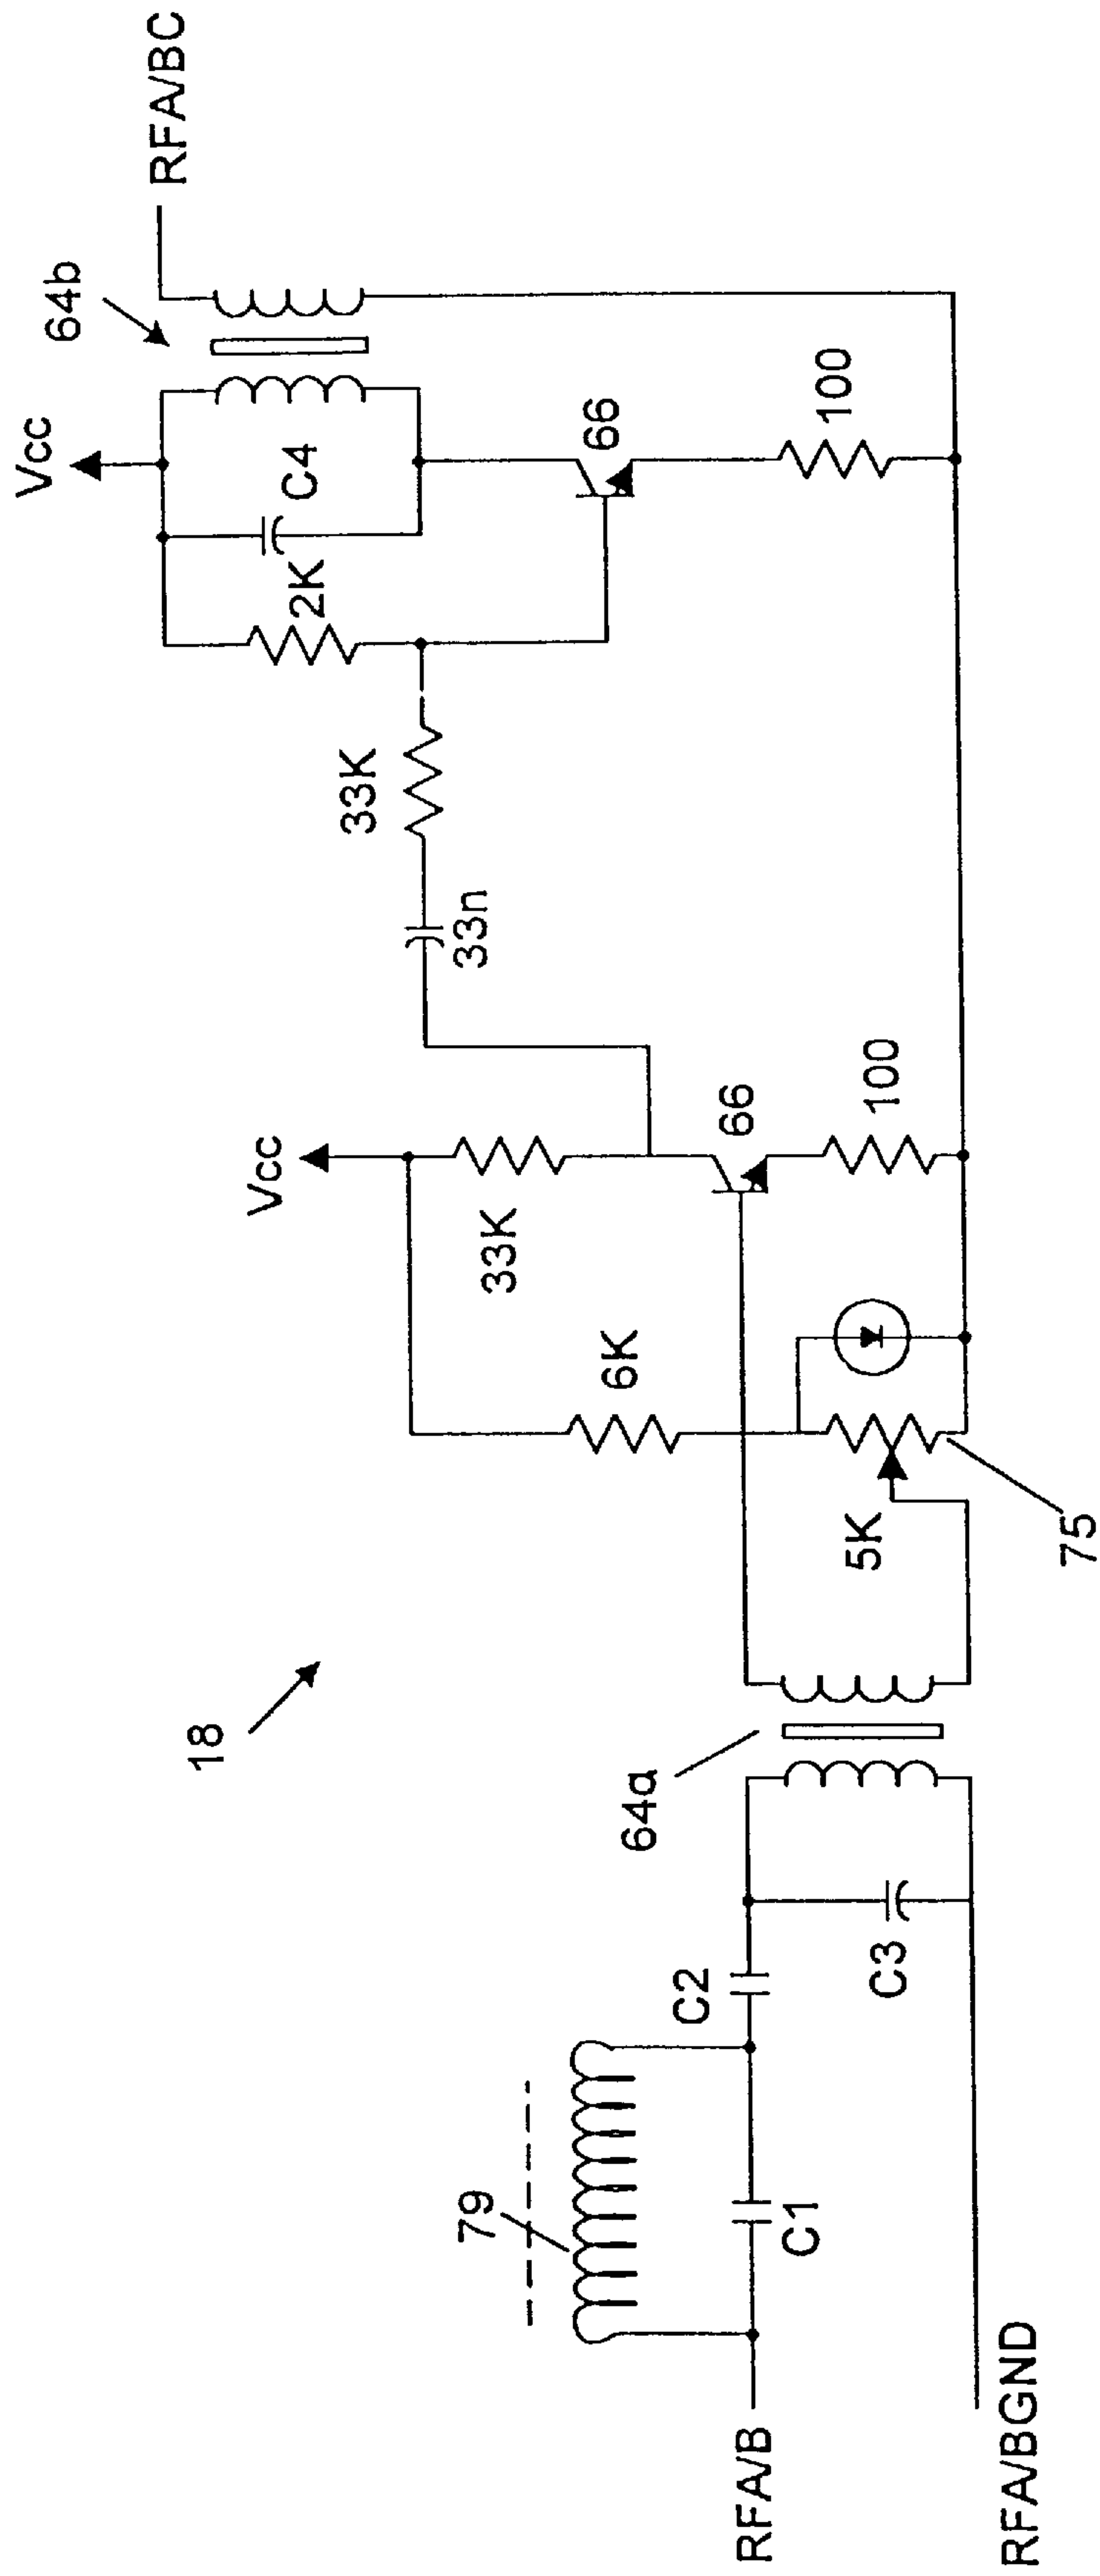 RFA/BC
64b
Vcc
C4
2K
66
100
33K
33n
Vcc
33K
66
100
6K
5K
75
18
64a
C2
C3
79
C1
RFA/B
RFA/BGND